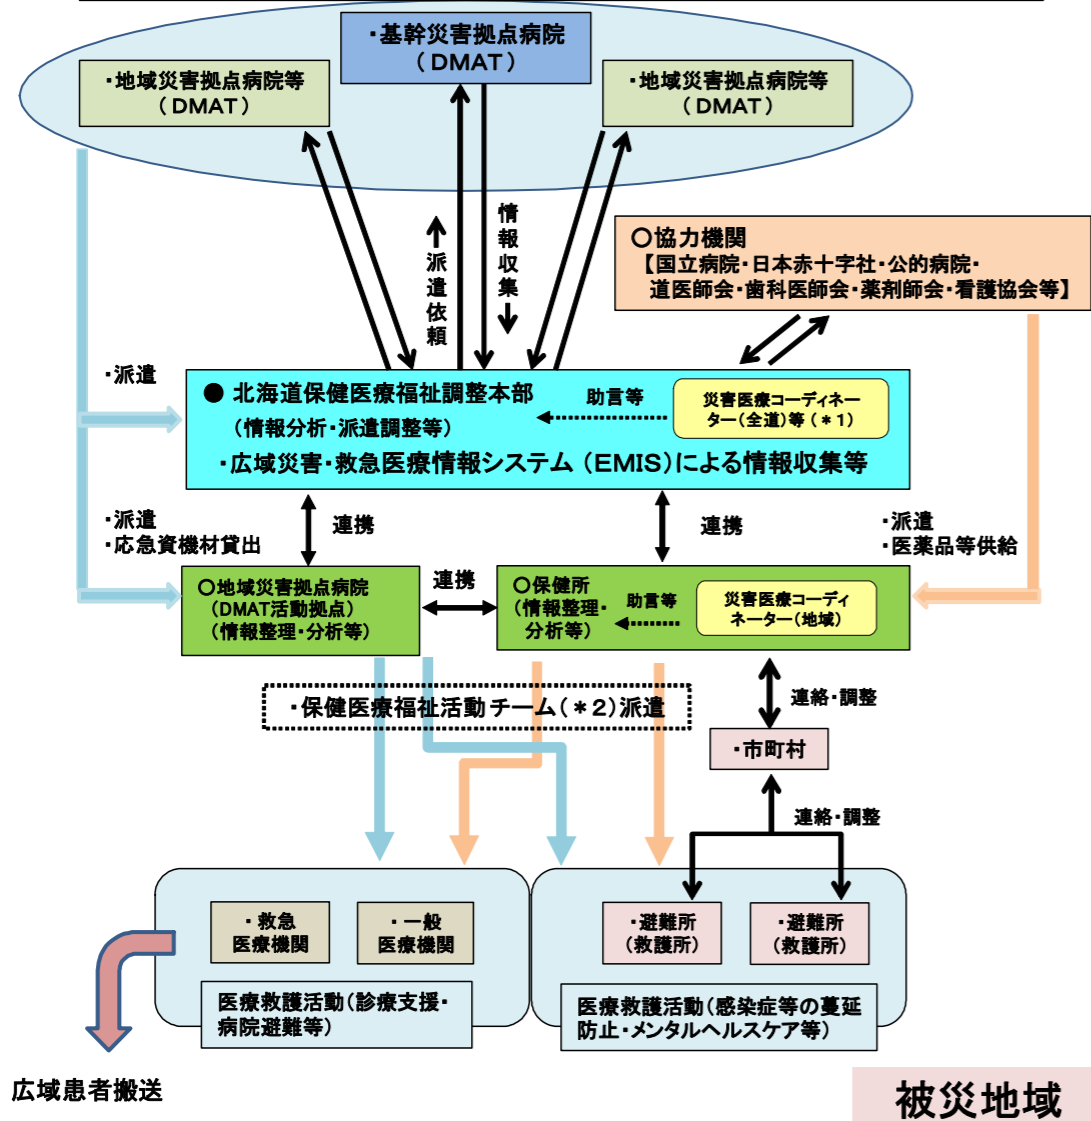 ・基幹災害拠点病院
（ＤＭＡＴ）
・地域災害拠点病院等
（ＤＭＡＴ）
・地域災害拠点病院等
（ＤＭＡＴ）
↑派遣依頼
情報収集↓
○協力機関
【国立病院・日本赤十字社・公的病院・
道医師会・歯科医師会・薬剤師会・看護協会等】
・派遣
● 北海道保健医療福祉調整本部
（情報分析・派遣調整等）
助言等
災害医療コーディネー
ター（全道）等（＊１）
・広域災害・救急医療情報システム（ＥＭＩＳ）による情報収集等
・派遣
・応急資機材貸出
連携
連携
・派遣
・医薬品等供給
○地域災害拠点病院
（DMAT活動拠点）
（情報整理・分析等）
連携
○保健所
（情報整理・
分析等）
助言等
災害医療コーディ
ネーター（地域）
・保健医療福祉活動チーム（＊２）派遣
連絡・調整
・市町村
連絡・調整
・救急
医療機関
・一般
医療機関
・避難所
（救護所）
・避難所
（救護所）
医療救護活動（診療支援・
病院避難等）
医療救護活動（感染症等の蔓延
防止・メンタルヘルスケア等）
広域患者搬送
被災地域